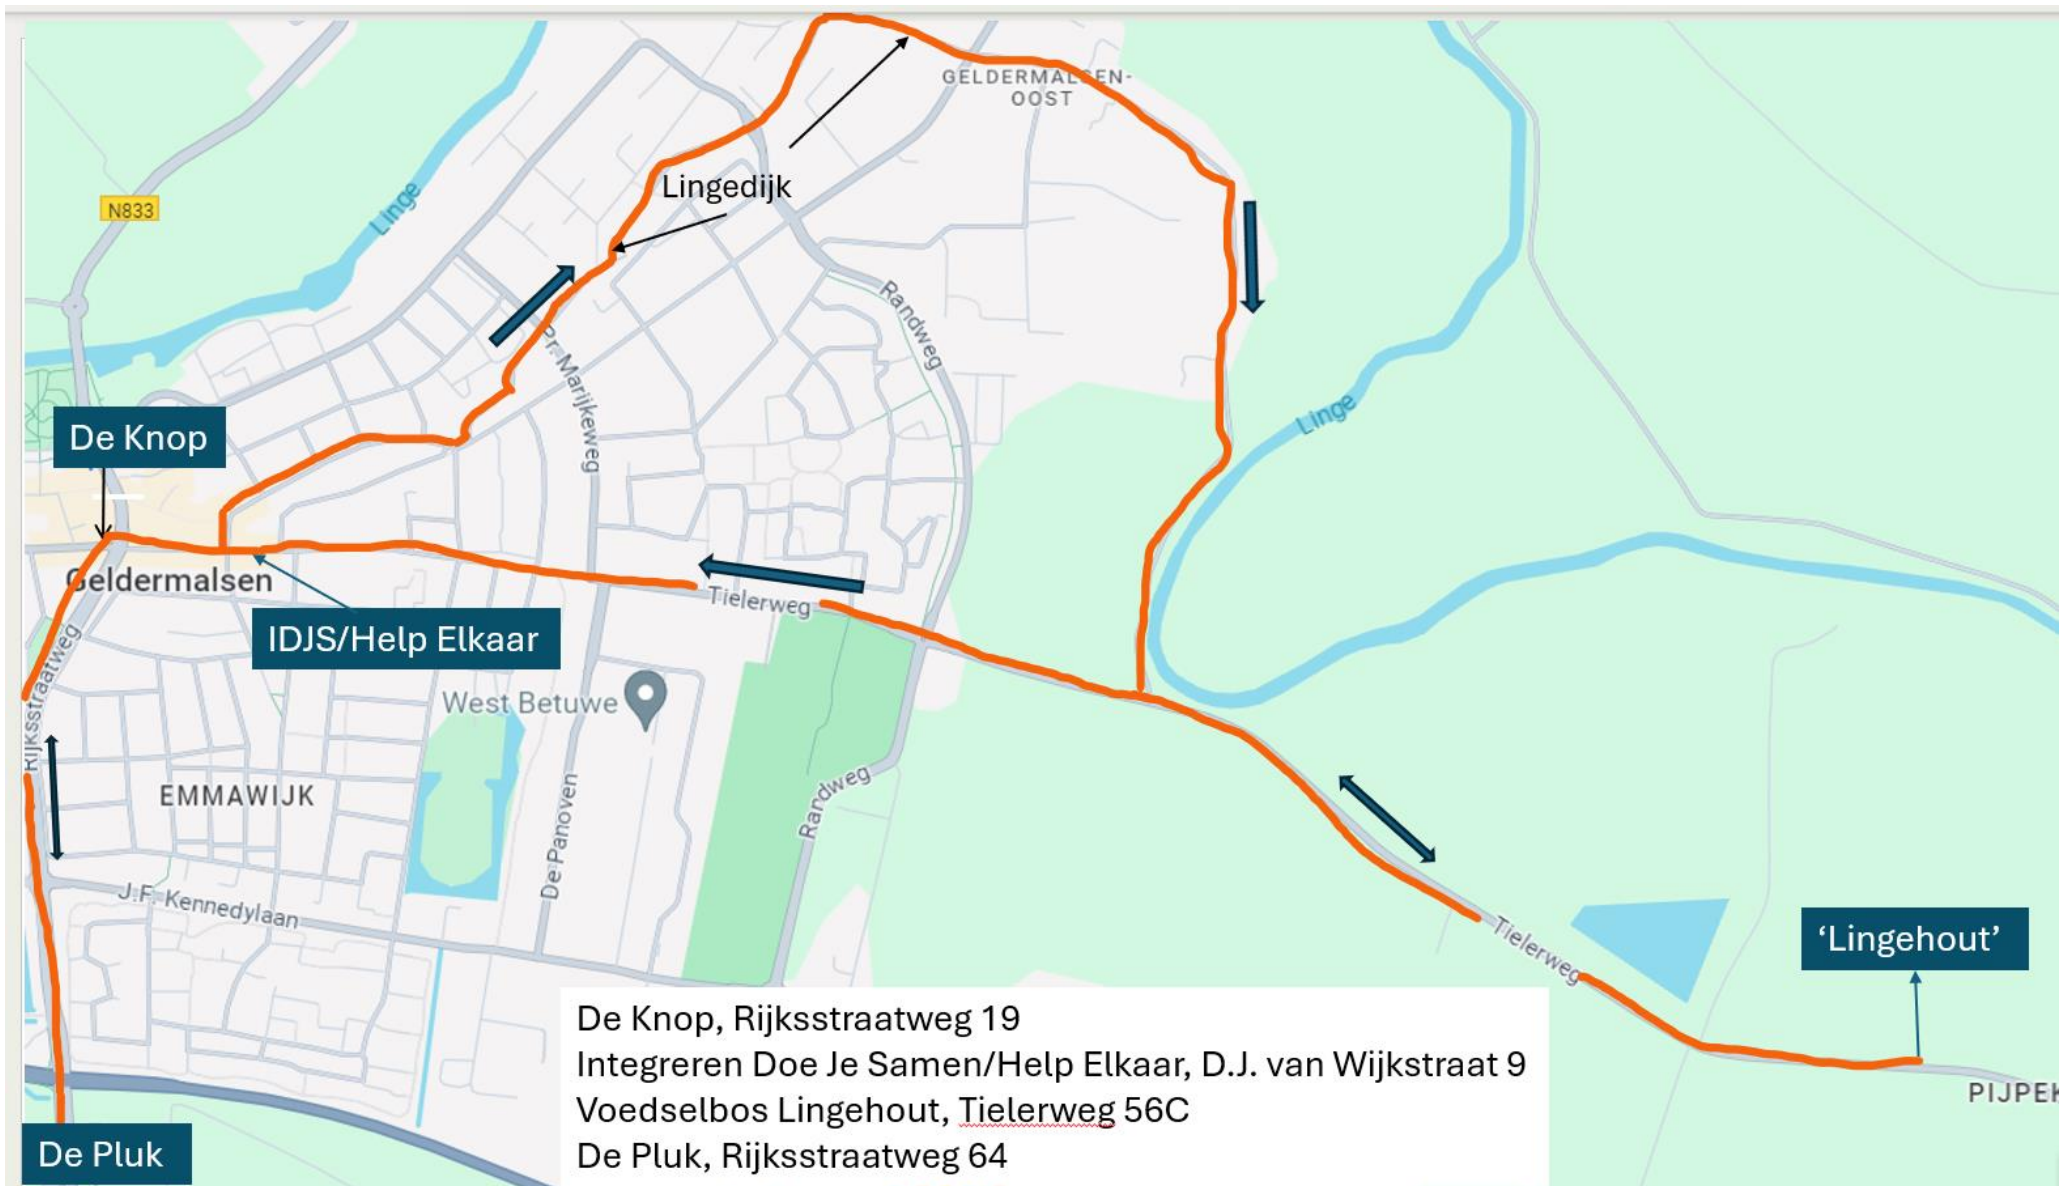 GELDERMALSEN-
OOST
Lingedijk
N833
Linge
Randweg
Pr. Marijkeweg
Linge
De Knop
Geldermalsen
Tielerweg
IDJS/Help Elkaar
Rijksstraatweg
West Betuwe
EMMAWIJK
Randweg
De Panoven
J.F. Kennedylaan
Tielerweg
‘Lingehout’
De Knop, Rijksstraatweg 19
Integreren Doe Je Samen/Help Elkaar, D.J. van Wijkstraat 9
Voedselbos Lingehout, Tielerweg 56C
De Pluk, Rijksstraatweg 64
PIJPEK
De Pluk